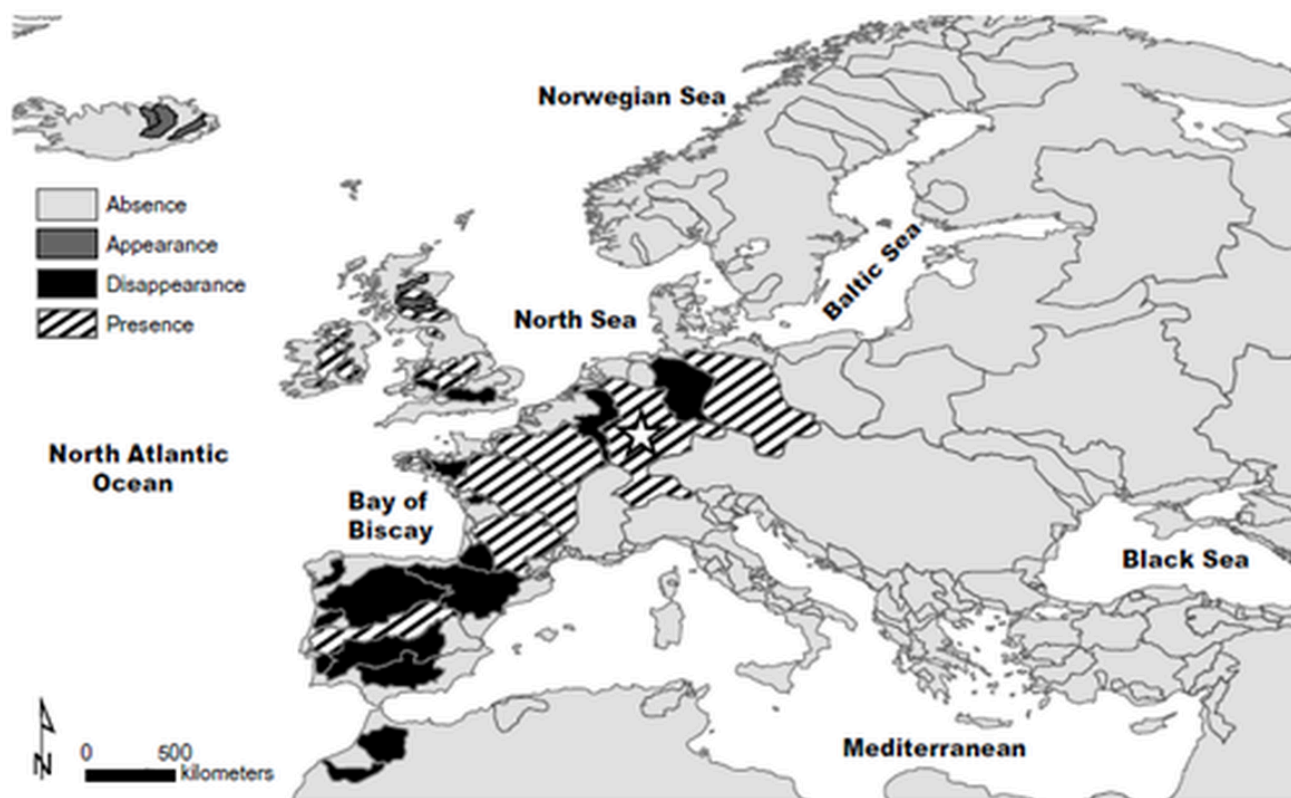 Norwegian Sea
Absence
Appearance
Disappearance
Presence
North Sea
Baltic Sea
North Atlantic
Ocean
Bay of
Biscay
Black Sea
Mediterranean
N
0 500
kilometers